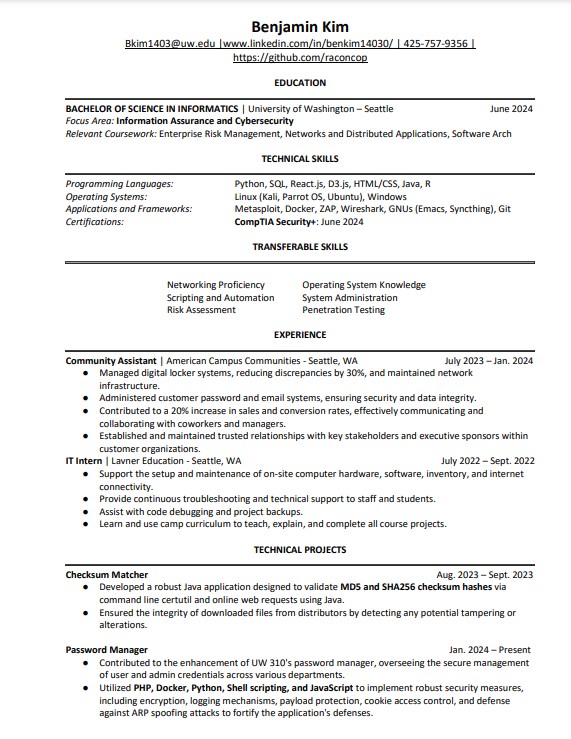 Benjamin Kim
Bkim1403@uw.edu |www.linkedin.com/in/benkim14030/ | 425-757-9356 |
https://github.com/raconcop
EDUCATION
BACHELOR OF SCIENCE IN INFORMATICS | University of Washington – Seattle June 2024
Focus Area: Information Assurance and Cybersecurity
Relevant Coursework: Enterprise Risk Management, Networks and Distributed Applications, Software Arch
TECHNICAL SKILLS
Programming Languages: Python, SQL, React.js, D3.js, HTML/CSS, Java, R
Operating Systems: Linux (Kali, Parrot OS, Ubuntu), Windows
Applications and Frameworks: Metasploit, Docker, ZAP, Wireshark, GNUs (Emacs, Syncthing), Git
Certifications: CompTIA Security+: June 2024
TRANSFERABLE SKILLS
Networking Proficiency Operating System Knowledge
Scripting and Automation System Administration
Risk Assessment Penetration Testing
EXPERIENCE
Community Assistant | American Campus Communities - Seattle, WA July 2023 – Jan. 2024
● Managed digital locker systems, reducing discrepancies by 30%, and maintained network
infrastructure.
● Administered customer password and email systems, ensuring security and data integrity.
● Contributed to a 20% increase in sales and conversion rates, effectively communicating and
collaborating with coworkers and managers.
● Established and maintained trusted relationships with key stakeholders and executive sponsors within
customer organizations.
IT Intern | Lavner Education - Seattle, WA July 2022 – Sept. 2022
● Support the setup and maintenance of on-site computer hardware, software, inventory, and internet
connectivity.
● Provide continuous troubleshooting and technical support to staff and students.
● Assist with code debugging and project backups.
● Learn and use camp curriculum to teach, explain, and complete all course projects.
TECHNICAL PROJECTS
Checksum Matcher Aug. 2023 – Sept. 2023
● Developed a robust Java application designed to validate MD5 and SHA256 checksum hashes via
command line certutil and online web requests using Java.
● Ensured the integrity of downloaded files from distributors by detecting any potential tampering or
alterations.
Password Manager Jan. 2024 – Present
● Contributed to the enhancement of UW 310's password manager, overseeing the secure management
of user and admin credentials across various departments.
● Utilized PHP, Docker, Python, Shell scripting, and JavaScript to implement robust security measures,
including encryption, logging mechanisms, payload protection, cookie access control, and defense
against ARP spoofing attacks to fortify the application's defenses.